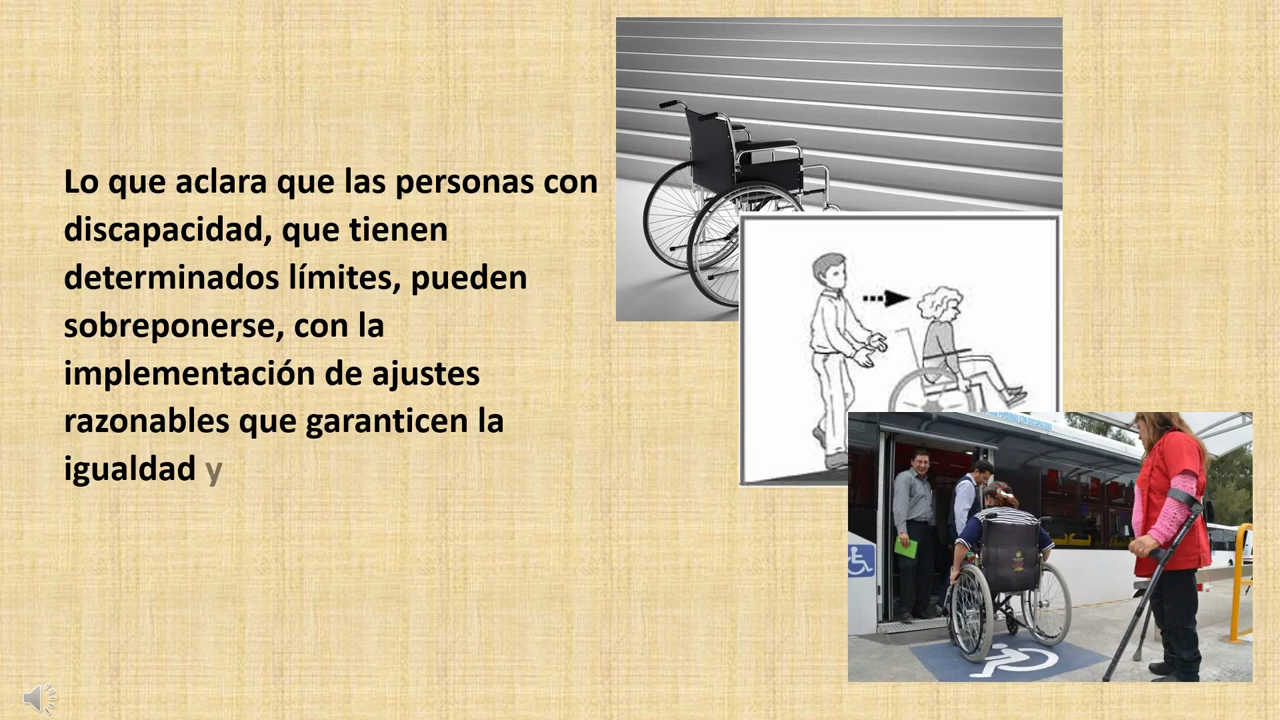 Lo que aclara que las personas con
discapacidad, que tienen
determinados límites, pueden
sobreponerse, con la
implementación de ajustes
razonables que garanticen la
igualdad y